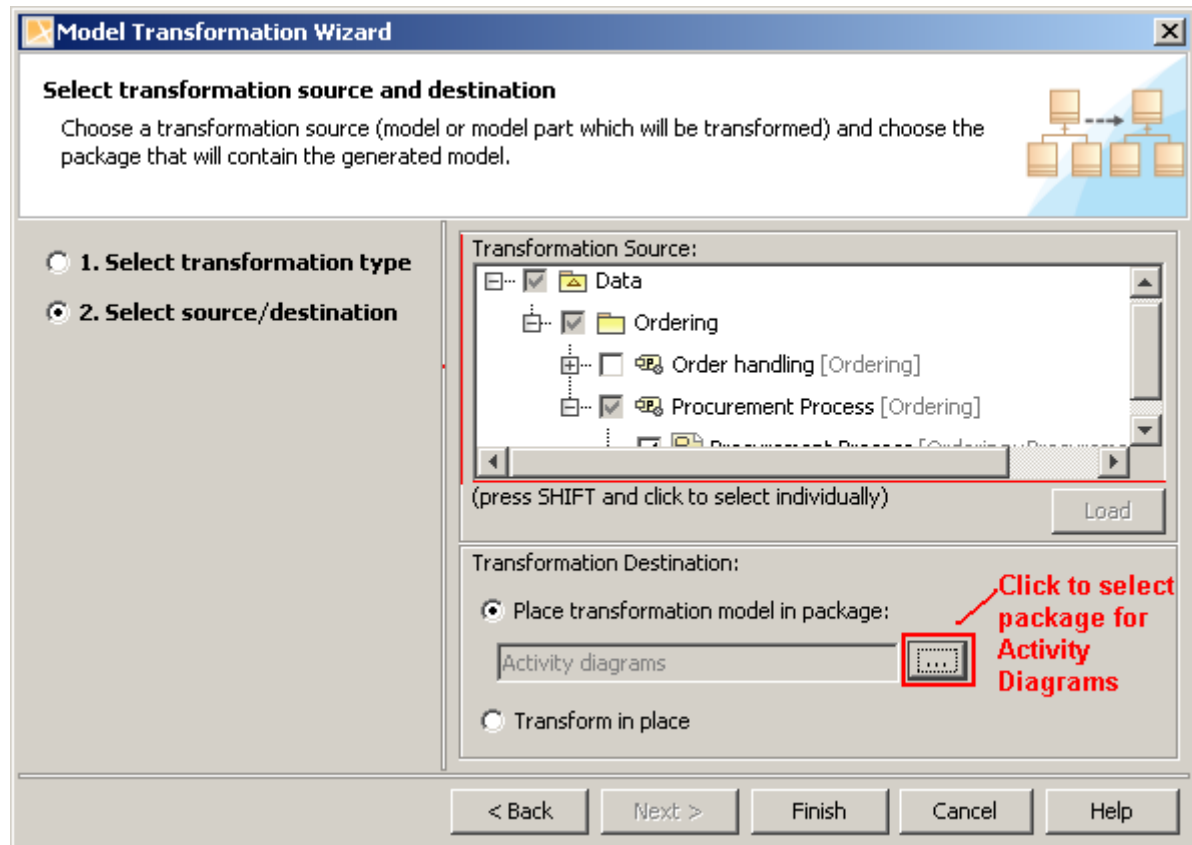 Model Transformation Wizard
Select transformation source and destination
Choose a transformation source (model or model part which will be transformed) and choose the
package that will contain the generated model.
1. Select transformation type
2. Select source/destination
Transformation Source:
Data
Ordering
Order handling [Ordering]
Procurement Process [Ordering]
Procurement Process [Ordering::Procureme
(press SHIFT and click to select individually)
Load
Transformation Destination:
Place transformation model in package:
Activity diagrams
...
Click to select
package for
Activity
Diagrams
Transform in place
< Back
Next >
Finish
Cancel
Help